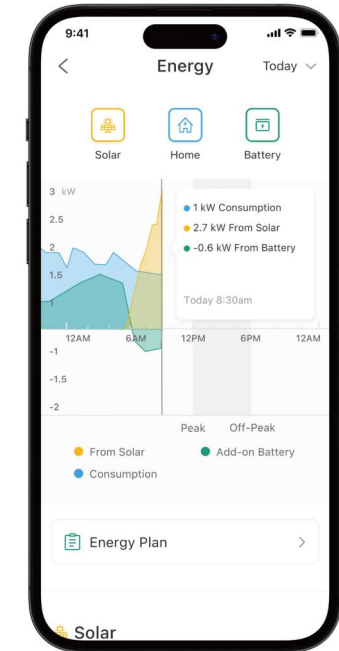 9:41
Energy
Today
Solar Home Battery
3 kW
2.5
2
1.5
1
1 kW Consumption
2.7 kW From Solar
-0.6 kW From Battery
Today 8:30am
12AM 6AM 12PM 6PM 12AM
-1
-1.5
-2
Peak Off-Peak
From Solar Add-on Battery
Consumption
Energy Plan
Solar